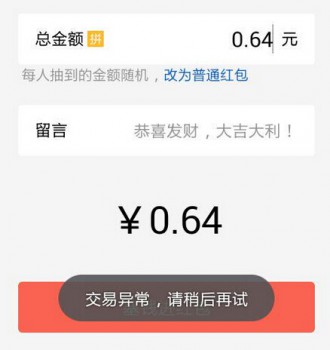 总金额 拼 0.64 元
每人抽到的金额随机，改为普通红包
留言 恭喜发财，大吉大利！
￥0.64
交易异常，请稍后再试